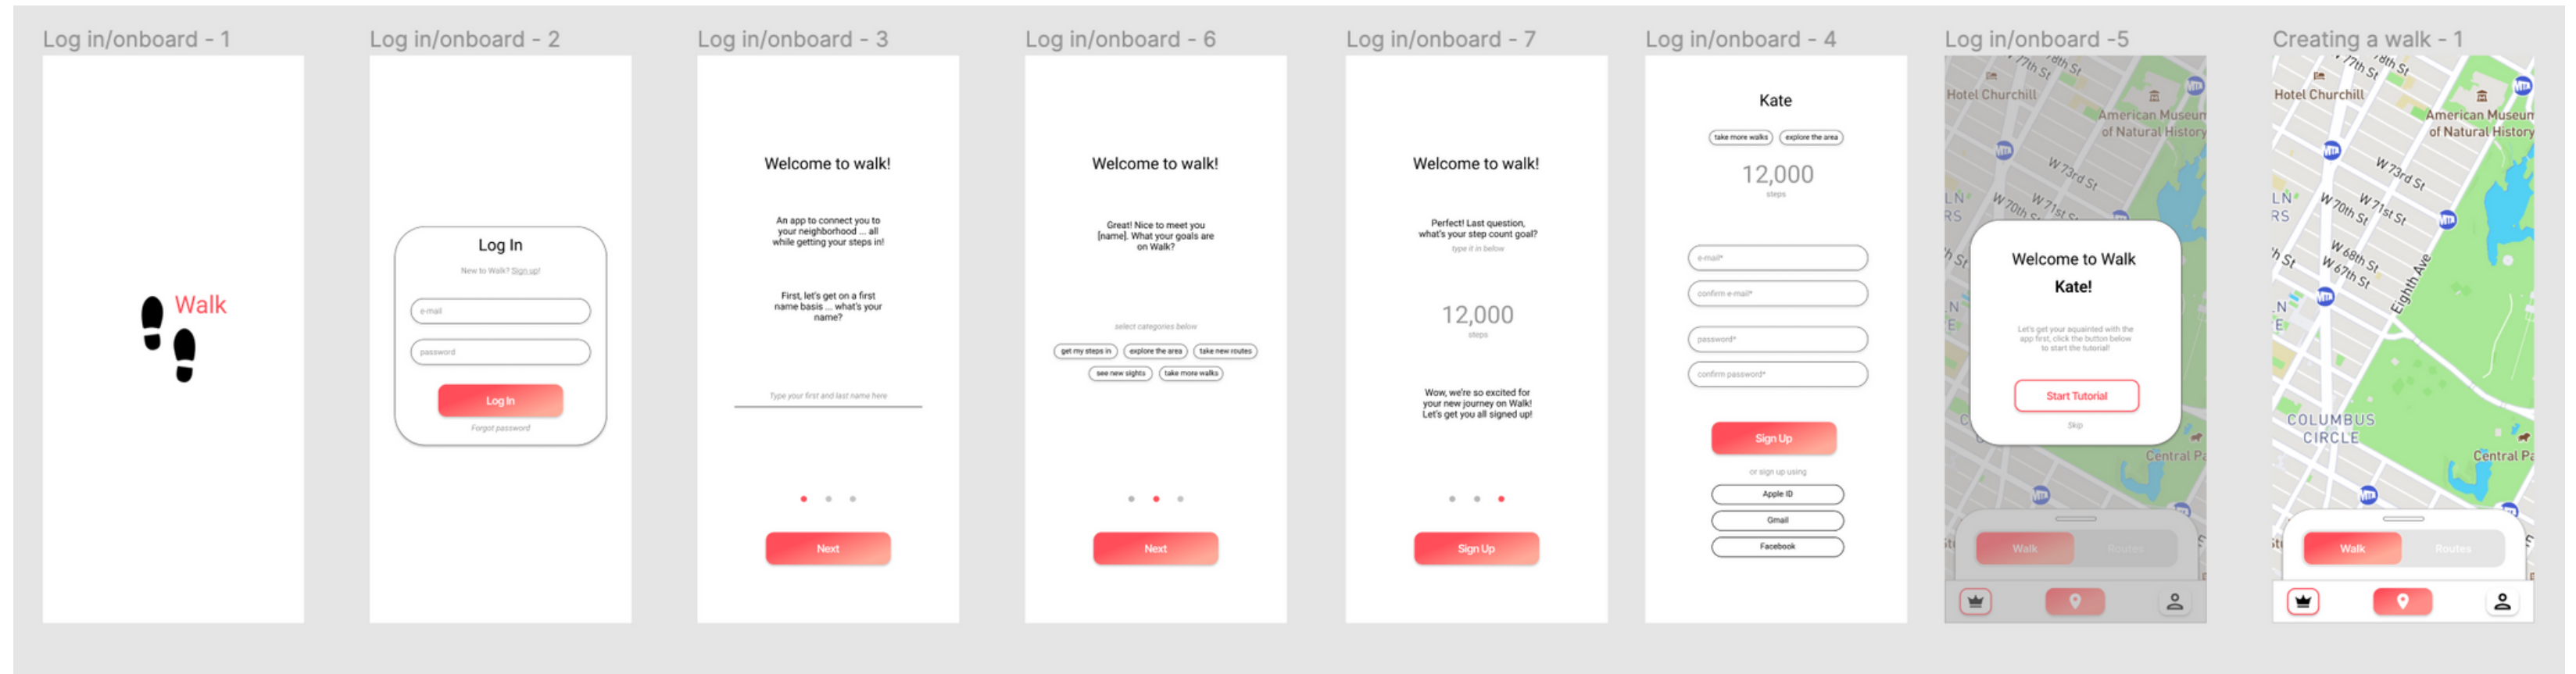 Log in/onboard - 1
Walk
Log in/onboard - 2
Log In
New to Walk? Sign up!
e-mail
password
Log In
Forgot password
Log in/onboard - 3
Welcome to walk!
An app to connect you to
your neighborhood ... all
while getting your steps in!
First, let's get on a first
name basis ... what's your
name?
Type your first and last name here
Next
Log in/onboard - 6
Welcome to walk!
Great! Nice to meet you
[name]. What your goals are
on Walk?
select categories below
get my steps in
explore the area
take new routes
see new sights
take more walks
Next
Log in/onboard - 7
Welcome to walk!
Perfect! Last question,
what's your step count goal?
type it in below
12,000
steps
Wow, we're so excited for
your new journey on Walk!
Let's get you all signed up!
Sign Up
Log in/onboard - 4
Kate
take more walks
explore the area
12,000
steps
e-mail*
confirm e-mail*
password*
confirm password*
Sign Up
or sign up using
Apple ID
Gmail
Facebook
Log in/onboard -5
77th St
78th St
Hotel Churchill
American Museum
of Natural History
W 73rd St
W 70th St
W 71st St
Welcome to Walk
Kate!
Let's get your aquainted with the
app first, click the button below
to start the tutorial!
Start Tutorial
Skip
Central Pa
Walk
Routes
Creating a walk - 1
77th St
78th St
Hotel Churchill
American Museum
of Natural History
W 73rd St
W 70th St
W 71st St
W 68th St
W 67th St
Eighth Ave
COLUMBUS
CIRCLE
Central Pa
Walk
Routes